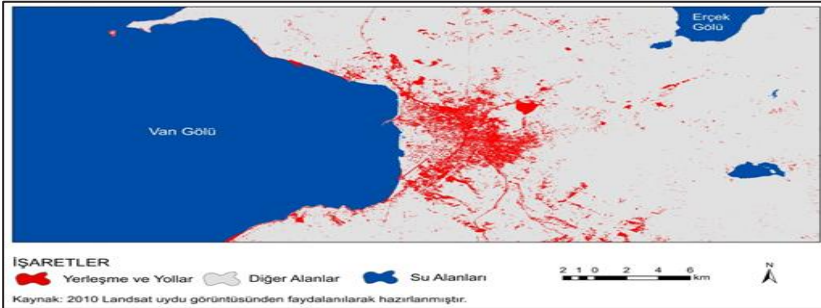 Erçek
Gölü
Van Gölü
İŞARETLER
Yerleşme ve Yollar
Diğer Alanlar
Su Alanları
2 1 0 2 4 6
km
N
Kaynak: 2010 Landsat uydu görüntüsünden faydalanılarak hazırlanmıştır.